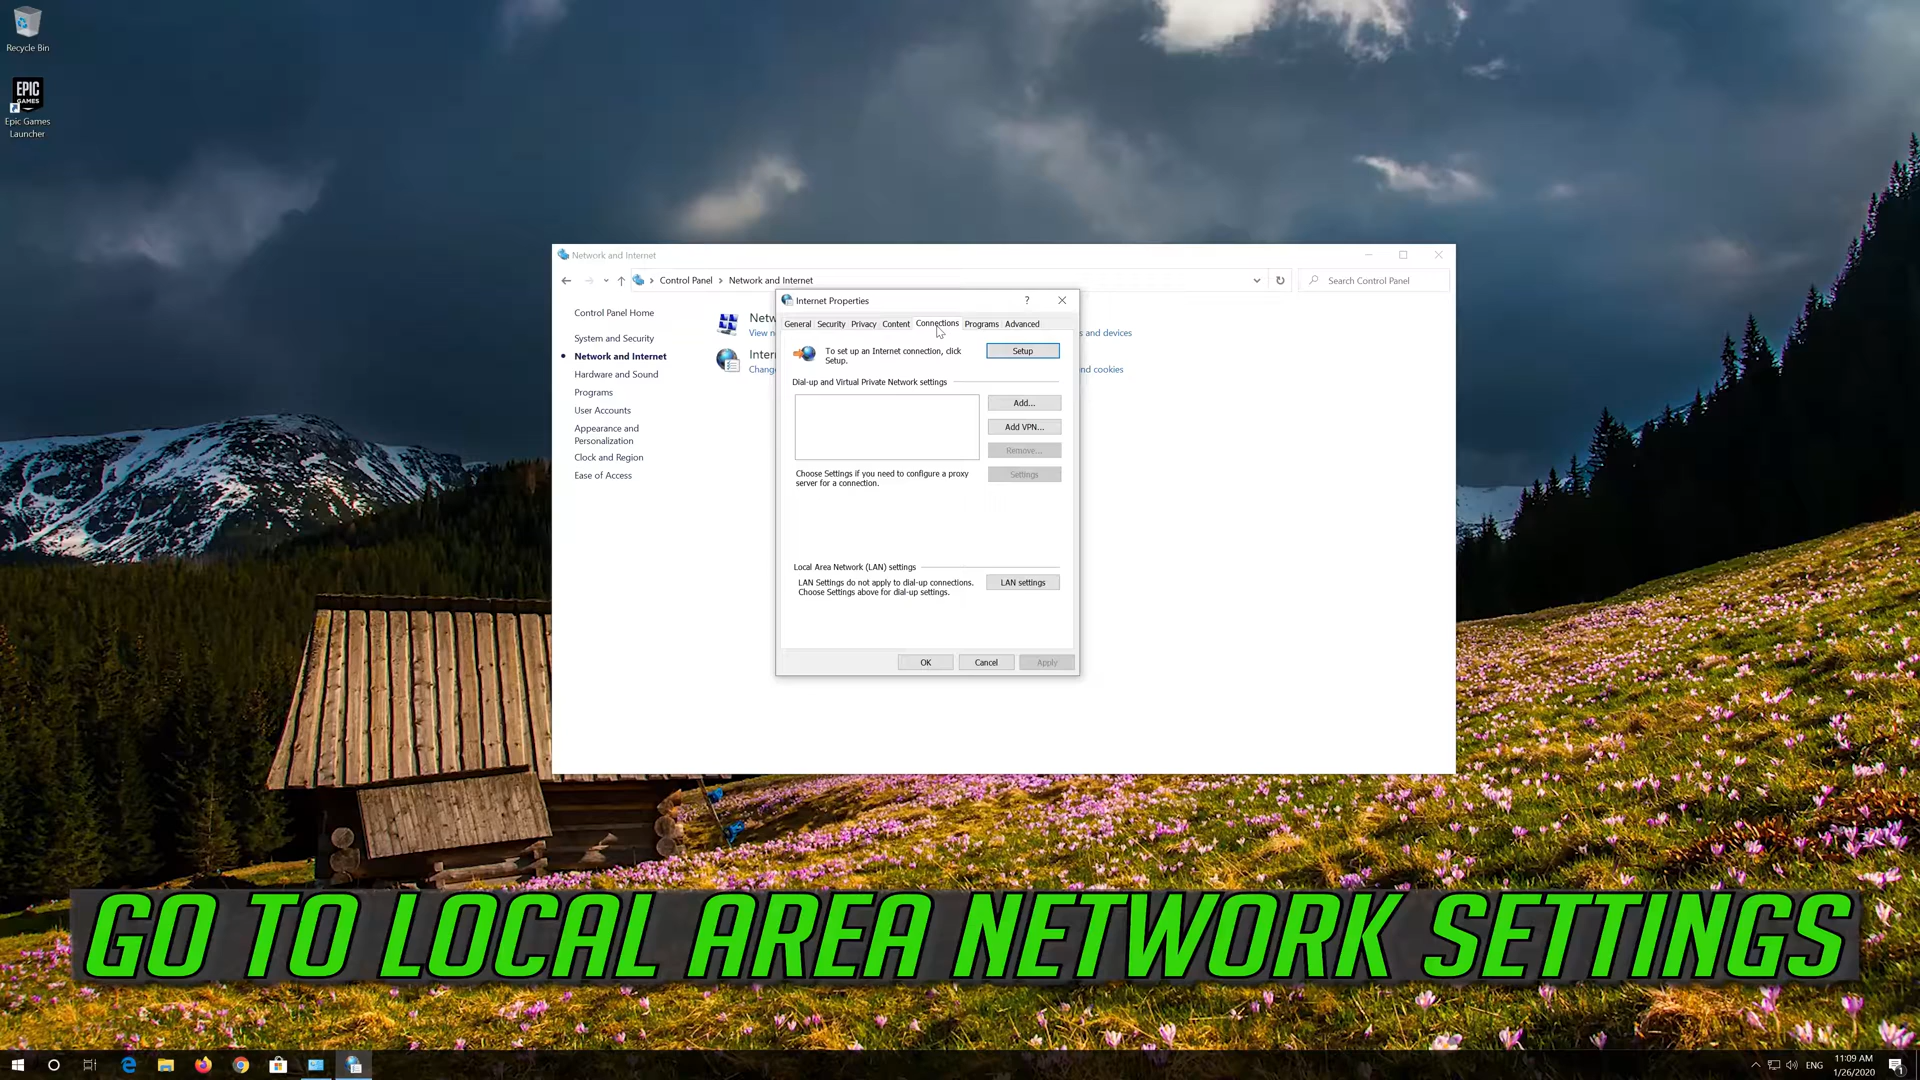 Recycle Bin
EPIC
GAMES
Epic Games
Launcher
Network and Internet
Control Panel > Network and Internet
Search Control Panel
Control Panel Home
System and Security
Network and Internet
Hardware and Sound
Programs
User Accounts
Appearance and
Personalization
Clock and Region
Ease of Access
Netw
View n
s and devices
Inter
Chang
nd cookies
Internet Properties
?
General
Security
Privacy
Content
Connections
Programs
Advanced
To set up an Internet connection, click
Setup.
Setup
Dial-up and Virtual Private Network settings
Add...
Add VPN...
Remove...
Choose Settings if you need to configure a proxy
server for a connection.
Settings
Local Area Network (LAN) settings
LAN Settings do not apply to dial-up connections.
Choose Settings above for dial-up settings.
LAN settings
OK
Cancel
Apply
GO TO LOCAL AREA NETWORK SETTINGS
ENG
11:09 AM
1/26/2020
1